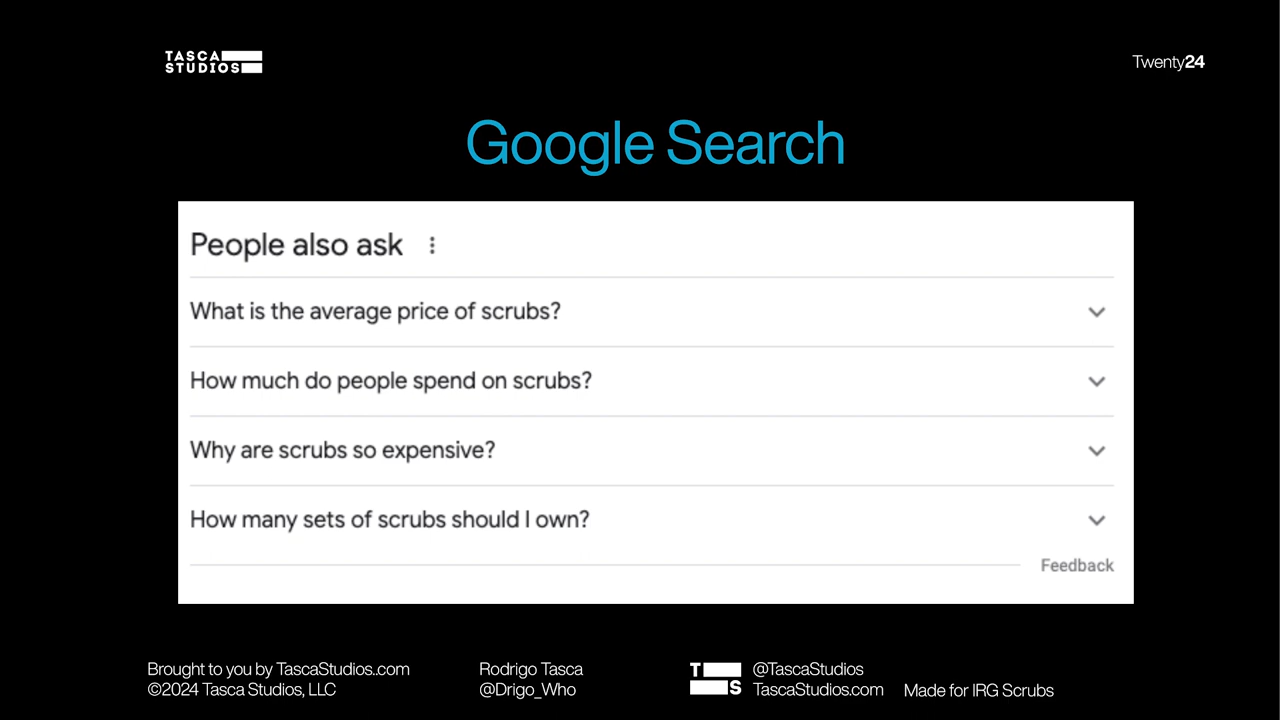 TASCA
STUDIOS
Twenty24
Google Search
People also ask
What is the average price of scrubs?
How much do people spend on scrubs?
Why are scrubs so expensive?
How many sets of scrubs should I own?
Feedback
Brought to you by TascaStudios..com
©2024 Tasca Studios, LLC
Rodrigo Tasca
@Drigo_Who
T
S
@TascaStudios
TascaStudios.com
Made for IRG Scrubs